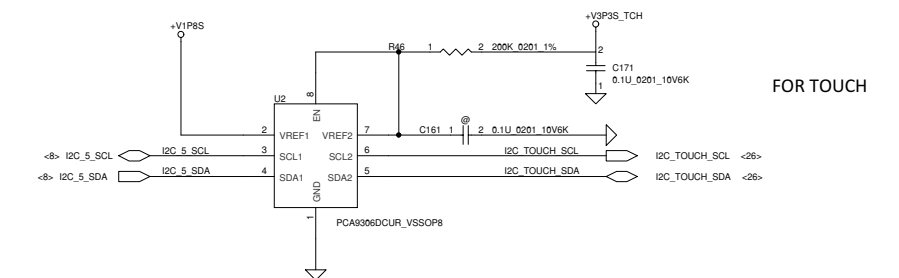 +V1P8S
+V3P3S_TCH
R46 1 2 200K_0201_1%
2
C171
0.1U_0201_10V6K
1
FOR TOUCH
U2
8
EN
@
2 VREF1 VREF2 7 C161 1 2 0.1U_0201_10V6K
<8> I2C_5_SCL I2C_5_SCL 3 SCL1 SCL2 6 I2C_TOUCH_SCL I2C_TOUCH_SCL <26>
<8> I2C_5_SDA I2C_5_SDA 4 SDA1 SDA2 5 I2C_TOUCH_SDA I2C_TOUCH_SDA <26>
GND
1
PCA9306DCUR_VSSOP8